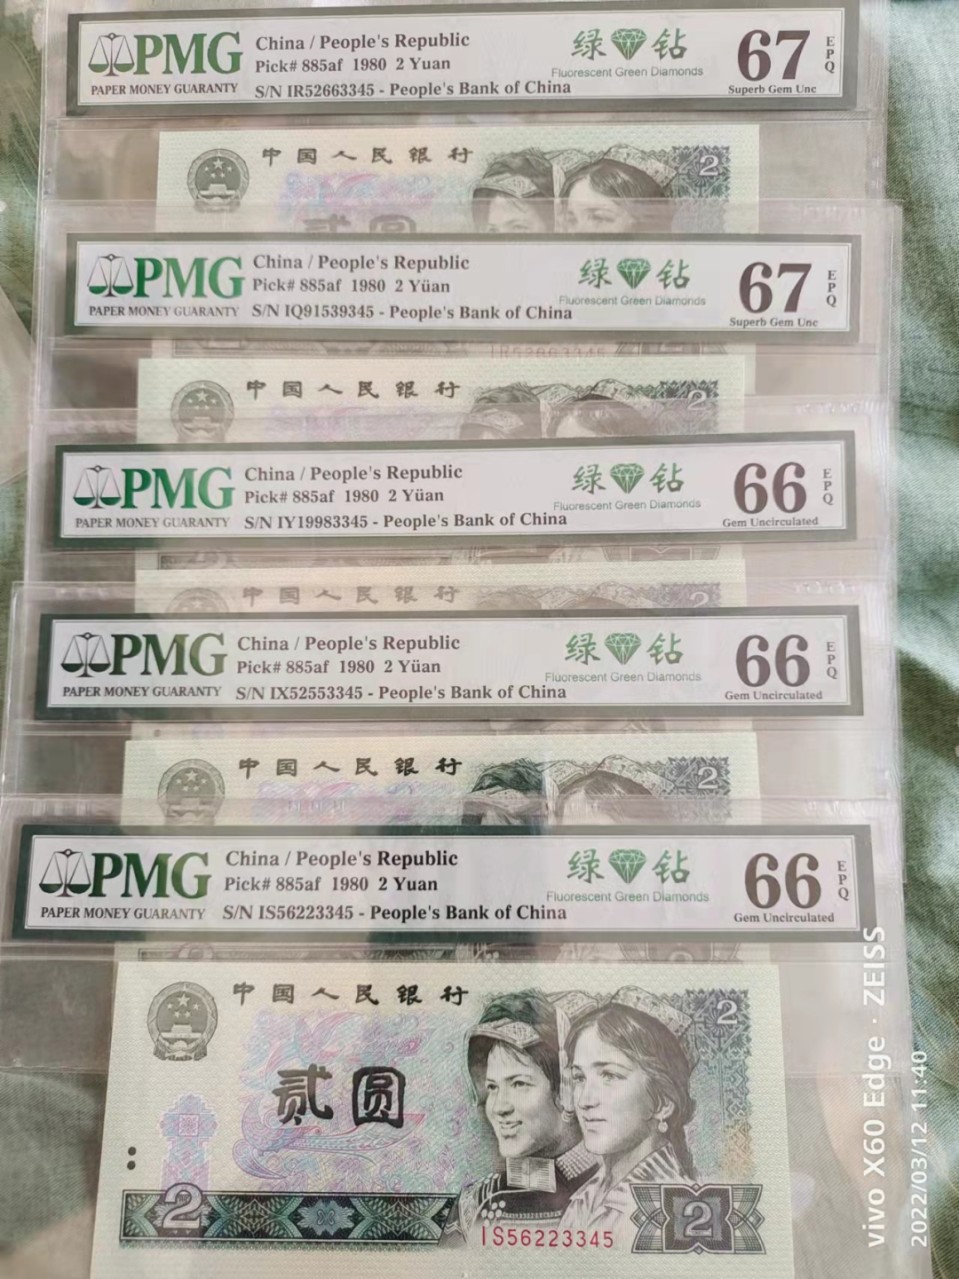 PMG
PAPER MONEY GUARANTY
China / People's Republic
Pick# 885af 1980 2 Yuan
S/N IR52663345 - People's Bank of China
绿 钻
Fluorescent Green Diamonds
67
Superb Gem Unc
EPQ
中国人民银行
2
贰圆
PMG
PAPER MONEY GUARANTY
China / People's Republic
Pick# 885af 1980 2 Yüan
S/N IQ91539345 - People's Bank of China
绿 钻
Fluorescent Green Diamonds
67
Superb Gem Unc
EPQ
IR52663345
中国人民银行
2
PMG
PAPER MONEY GUARANTY
China / People's Republic
Pick# 885af 1980 2 Yüan
S/N IY19983345 - People's Bank of China
绿 钻
Fluorescent Green Diamonds
66
Gem Uncirculated
EPQ
中国人民银行
2
PMG
PAPER MONEY GUARANTY
China / People's Republic
Pick# 885af 1980 2 Yüan
S/N IX52553345 - People's Bank of China
绿 钻
Fluorescent Green Diamonds
66
Gem Uncirculated
EPQ
中国人民银行
2
PMG
PAPER MONEY GUARANTY
China / People's Republic
Pick# 885af 1980 2 Yuan
S/N IS56223345 - People's Bank of China
绿 钻
Fluorescent Green Diamonds
66
Gem Uncirculated
EPQ
中国人民银行
2
贰圆
2
IS56223345
2
vivo X60 Edge · ZEISS
2022/03/12 11:40